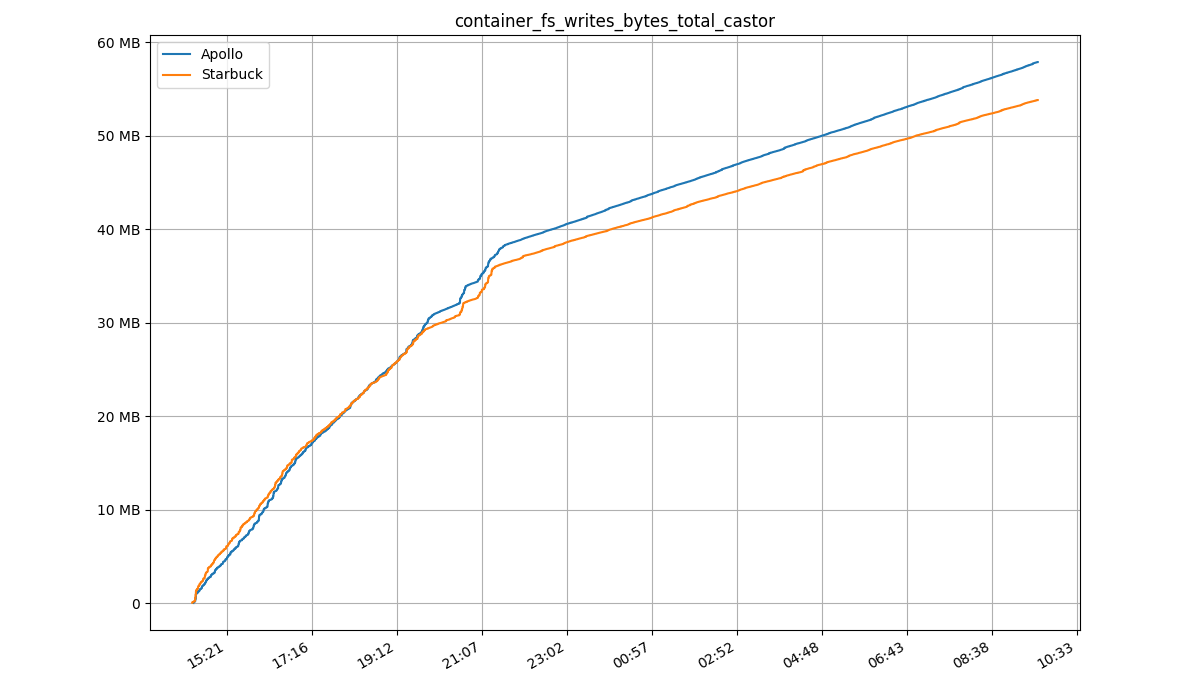 container_fs_writes_bytes_total_castor
Apollo
Starbuck
60 MB
50 MB
40 MB
30 MB
20 MB
10 MB
0
15:21
17:16
19:12
21:07
23:02
00:57
02:52
04:48
06:43
08:38
10:33